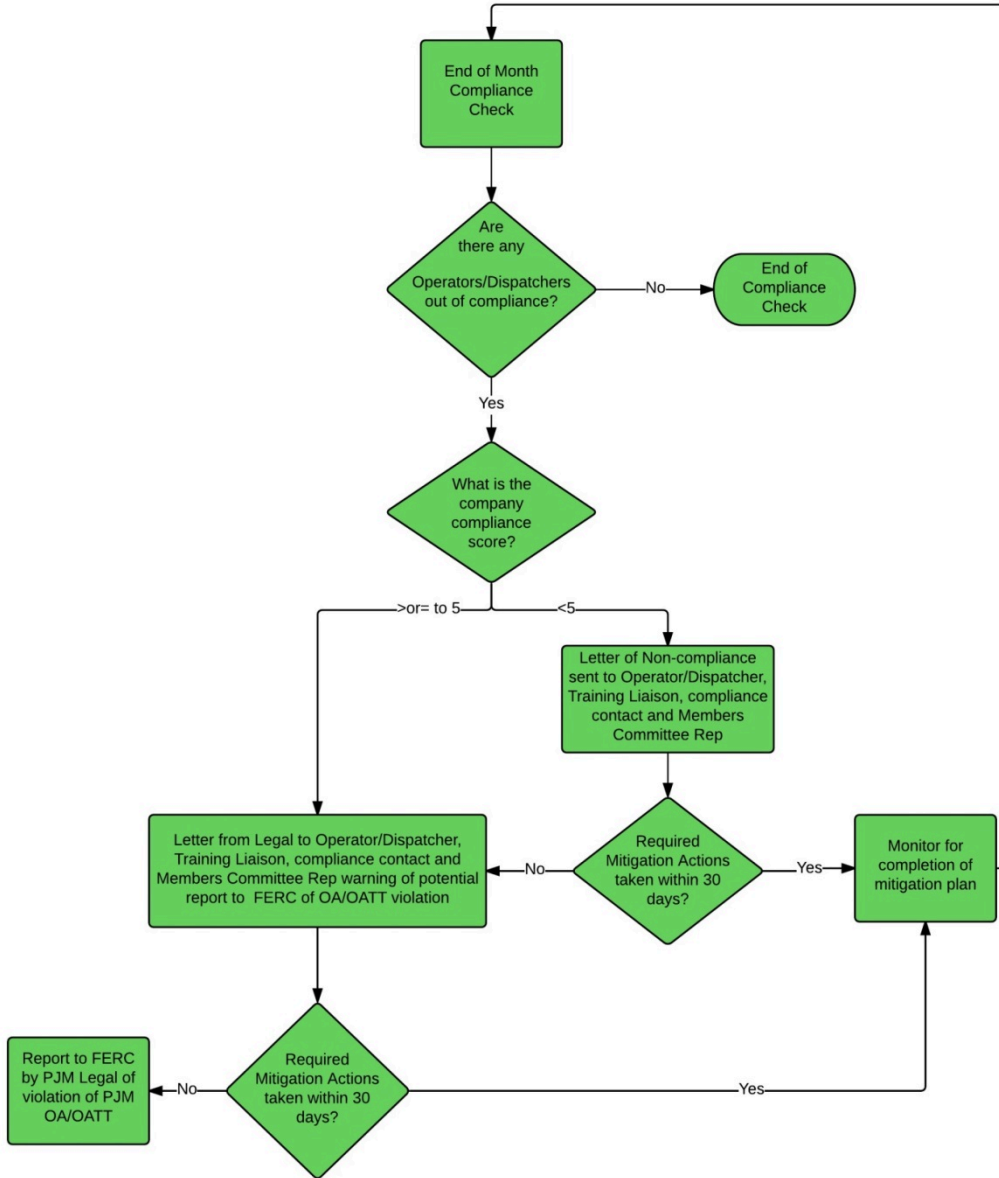 End of Month
Compliance
Check
Are
there any
Operators/Dispatchers
out of compliance?
No
End of
Compliance
Check
Yes
What is the
company
compliance
score?
>or= to 5
<5
Letter of Non-compliance
sent to Operator/Dispatcher,
Training Liaison, compliance
contact and Members
Committee Rep
Letter from Legal to Operator/Dispatcher,
Training Liaison, compliance contact and
Members Committee Rep warning of potential
report to  FERC of OA/OATT violation
No
Required
Mitigation Actions
taken within 30
days?
Yes
Monitor for
completion of
mitigation plan
Report to FERC
by PJM Legal of
violation of PJM
OA/OATT
No
Required
Mitigation Actions
taken within 30
days?
Yes